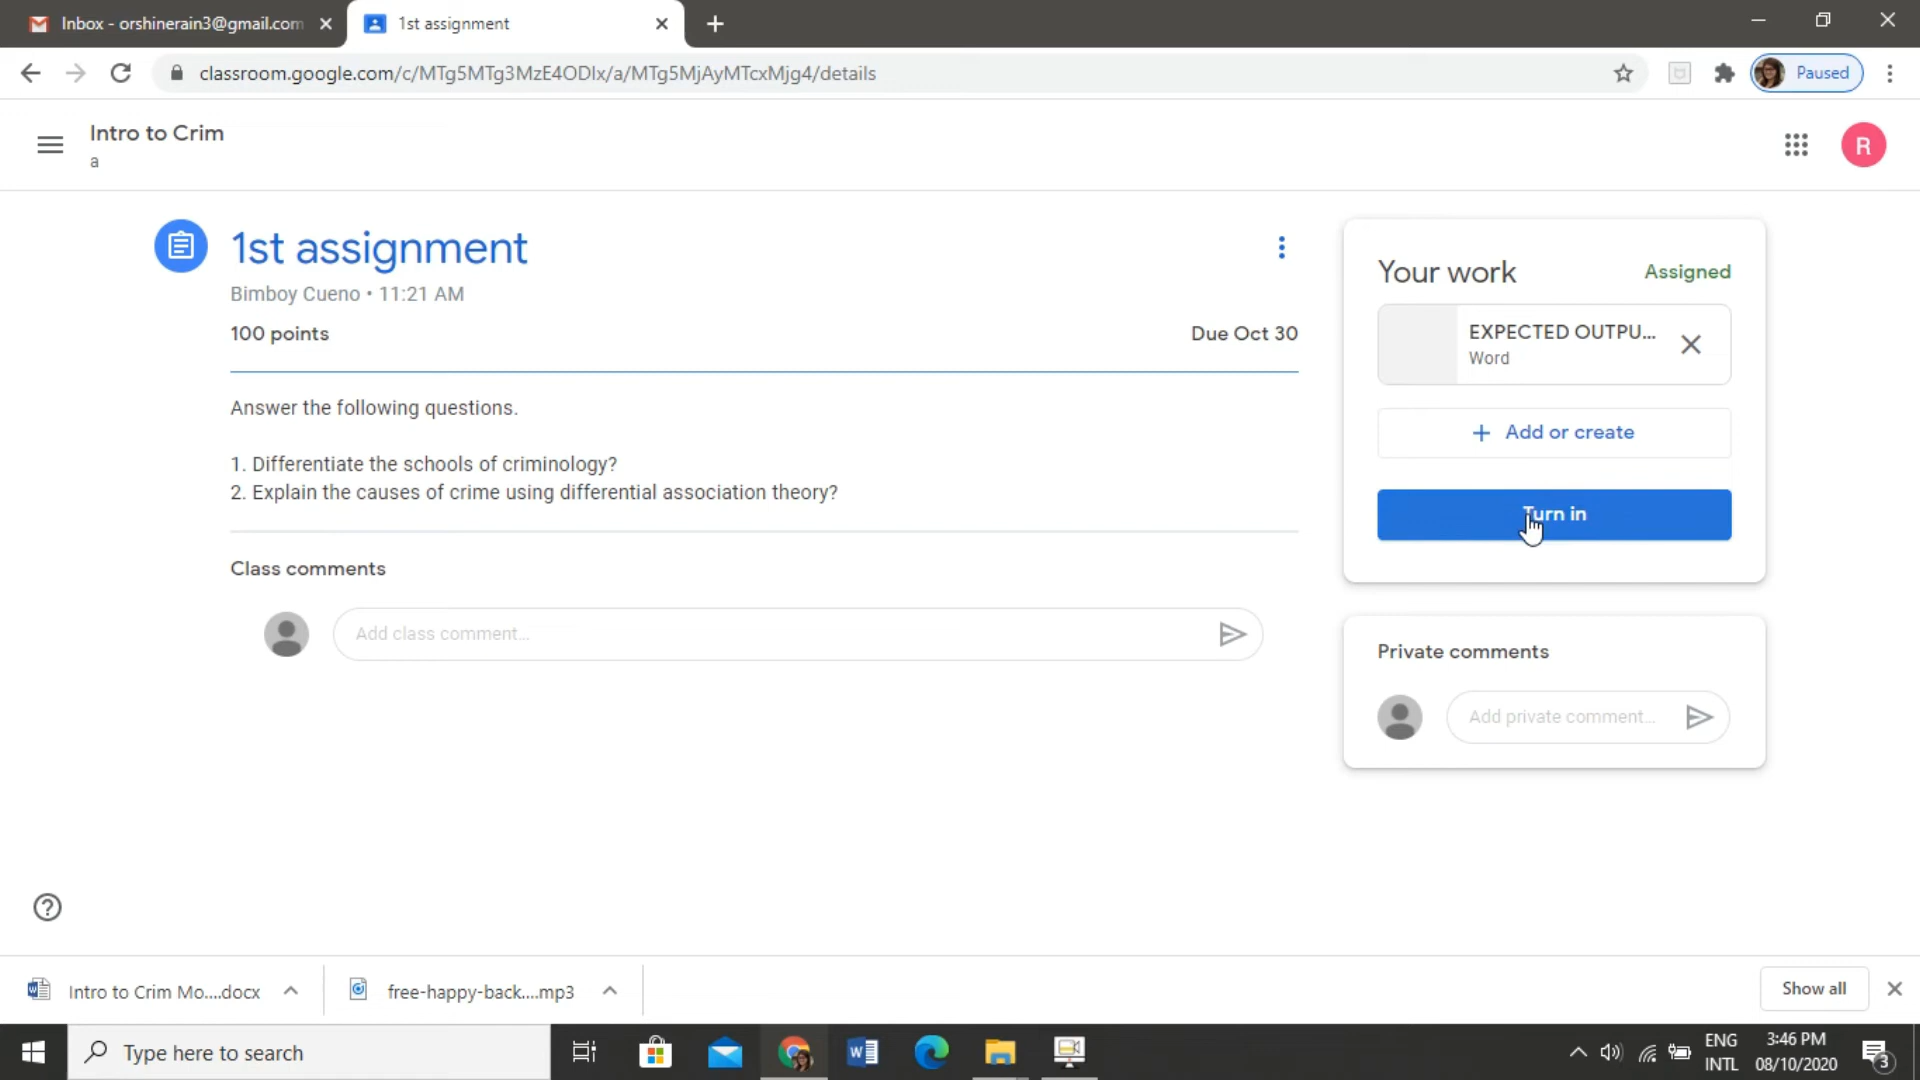 Inbox - orshinerain3@gmail.com
1st assignment
classroom.google.com/c/MTg5MTg3MzE4ODIx/a/MTg5MjAyMTcxMjg4/details
Paused
Intro to Crim
a
R
1st assignment
Bimboy Cueno • 11:21 AM
100 points
Due Oct 30
Answer the following questions.
1. Differentiate the schools of criminology?
2. Explain the causes of crime using differential association theory?
Class comments
Add class comment...
Your work
Assigned
EXPECTED OUTPU...
Word
+ Add or create
Turn in
Private comments
Add private comment...
Intro to Crim Mo....docx
free-happy-back....mp3
Show all
Type here to search
ENG
INTL
3:46 PM
08/10/2020
3